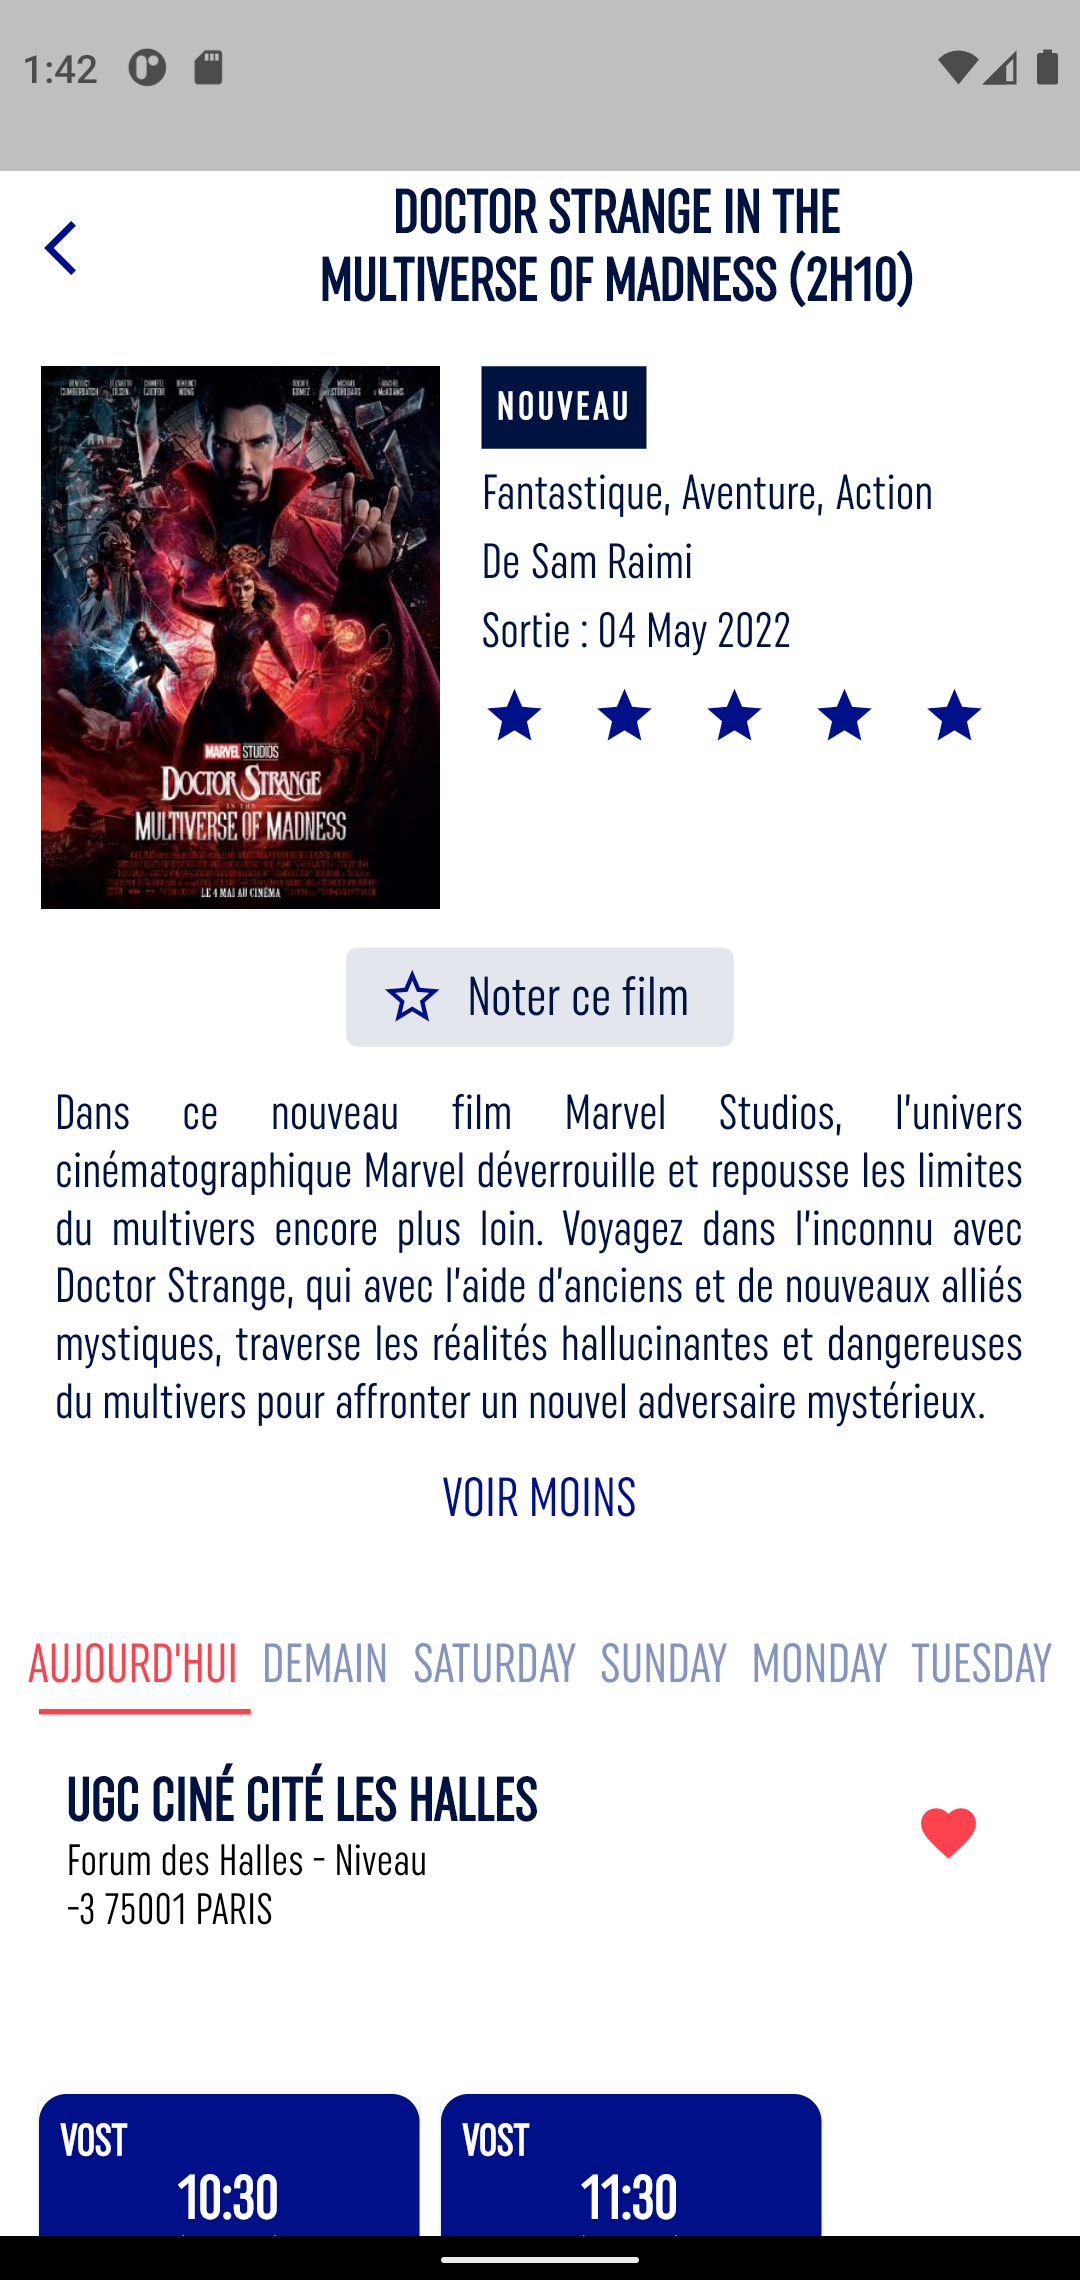 1:42
DOCTOR STRANGE IN THE
MULTIVERSE OF MADNESS (2H10)
MARVEL STUDIOS
DOCTOR STRANGE
IN THE
MULTIVERSE OF MADNESS
LE 4 MAI AU CINÉMA
NOUVEAU
Fantastique, Aventure, Action
De Sam Raimi
Sortie : 04 May 2022
Noter ce film
Dans ce nouveau film Marvel Studios, l'univers
cinématographique Marvel déverrouille et repousse les limites
du multivers encore plus loin. Voyagez dans l'inconnu avec
Doctor Strange, qui avec l'aide d'anciens et de nouveaux alliés
mystiques, traverse les réalités hallucinantes et dangereuses
du multivers pour affronter un nouvel adversaire mystérieux.
VOIR MOINS
AUJOURD'HUI DEMAIN SATURDAY SUNDAY MONDAY TUESDAY
UGC CINÉ CITÉ LES HALLES
Forum des Halles - Niveau
-3 75001 PARIS
VOST VOST
10:30 11:30